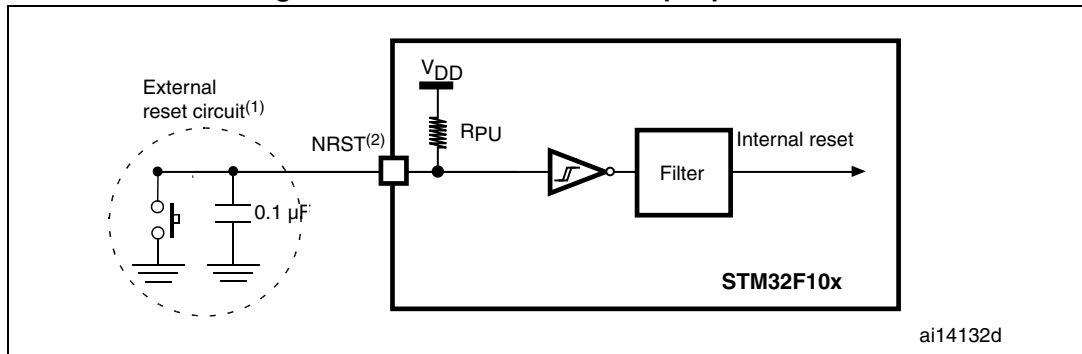 External
reset circuit(1)
NRST(2)
VDD
RPU
Internal reset
Filter
0.1 µF
STM32F10x
ai14132d